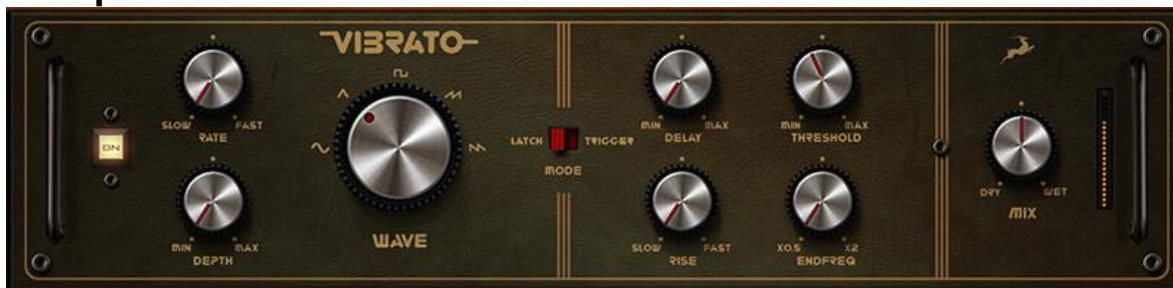 VIBRATO
SLOW FAST
RATE
ON
MIN MAX
DEPTH
WAVE
LATCH TRIGGER
MODE
MIN MAX
DELAY
MIN MAX
THRESHOLD
SLOW FAST
RISE
X0.5 X2
ENDFREQ
DRY WET
MIX